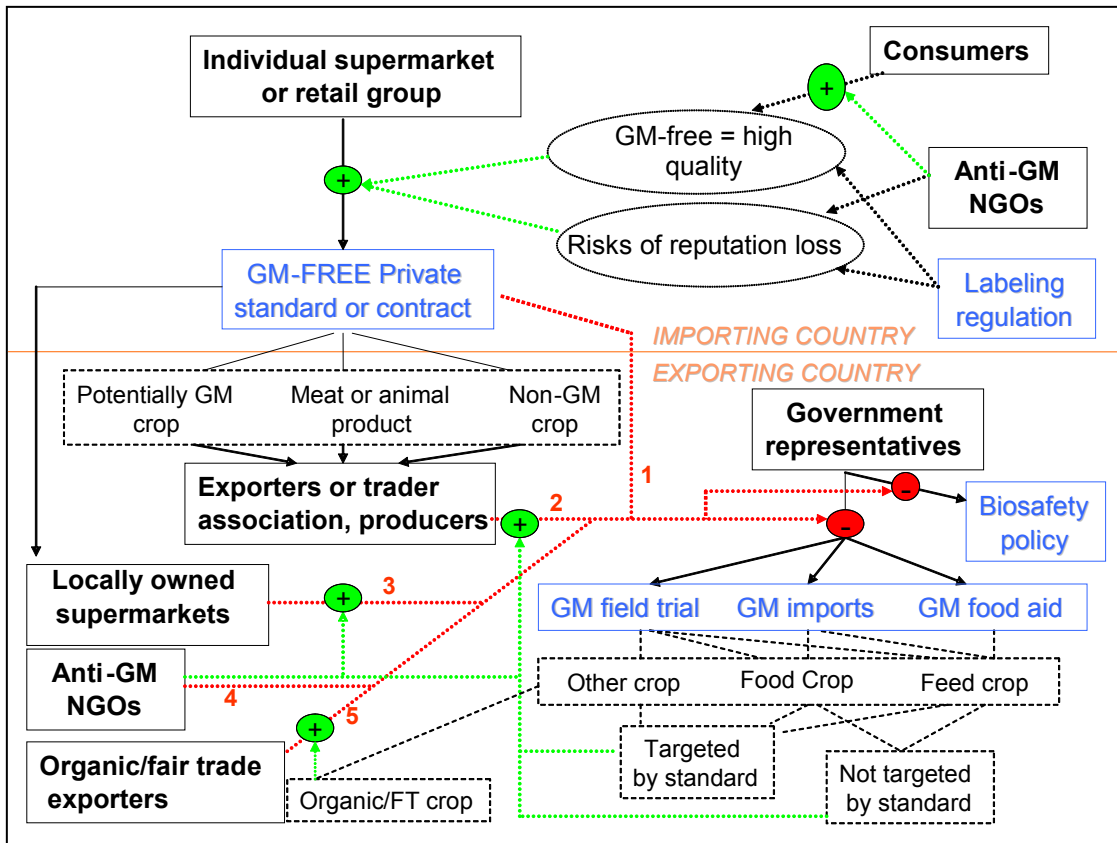 Individual supermarket
or retail group
Consumers
+
GM-free = high
quality
Anti-GM
NGOs
+
Risks of reputation loss
GM-FREE Private
standard or contract
Labeling
regulation
IMPORTING COUNTRY
EXPORTING COUNTRY
Potentially GM
crop
Meat or animal
product
Non-GM
crop
Government
representatives
1
Exporters or trader
association, producers
+
2
-
-
Biosafety
policy
Locally owned
supermarkets
+
3
GM field trial
GM imports
GM food aid
Anti-GM
NGOs
4
Other crop
Food Crop
Feed crop
5
+
Organic/fair trade
exporters
Organic/FT crop
Targeted
by standard
Not targeted
by standard